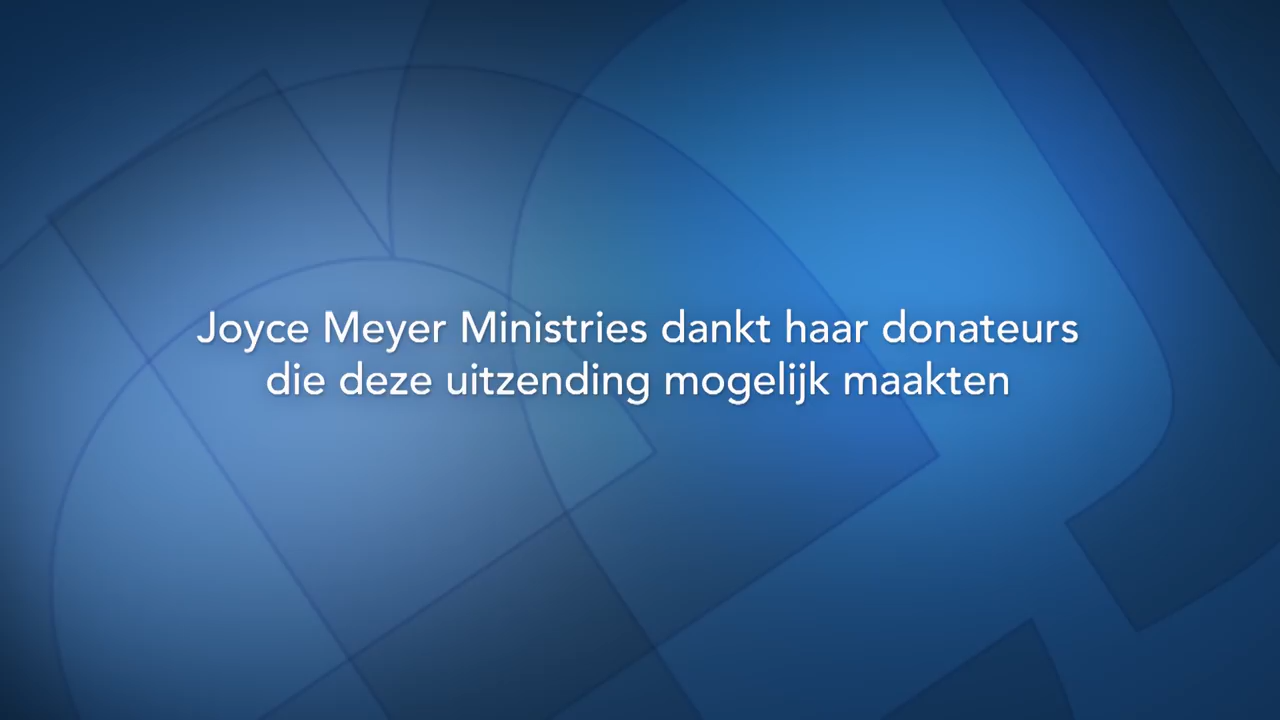 Joyce Meyer Ministries dankt haar donateurs
die deze uitzending mogelijk maakten